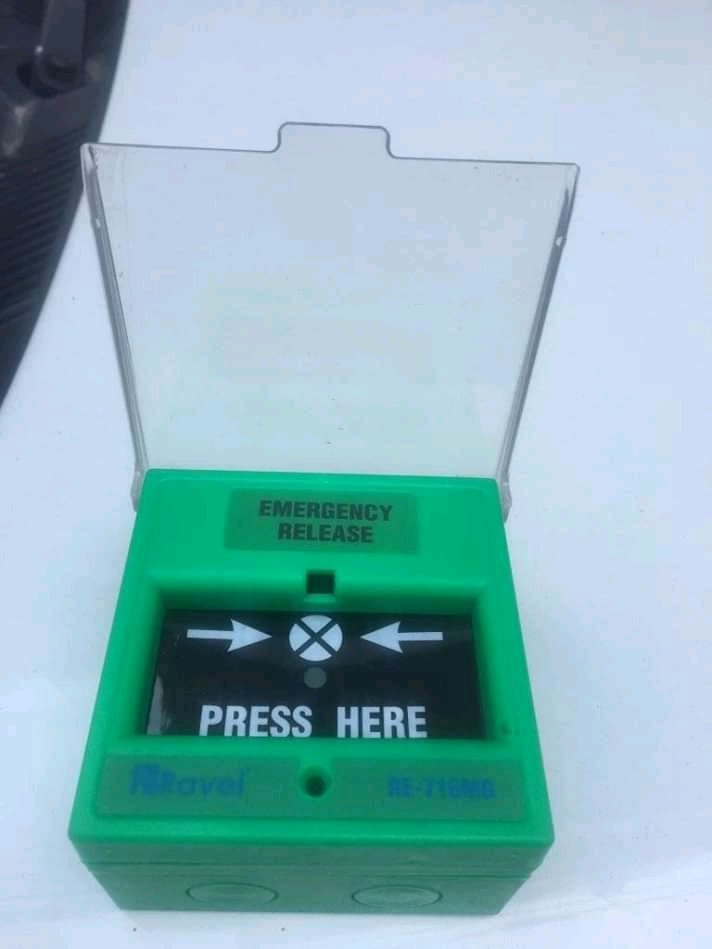 EMERGENCY
RELEASE
PRESS HERE
Ravel RE-716MG